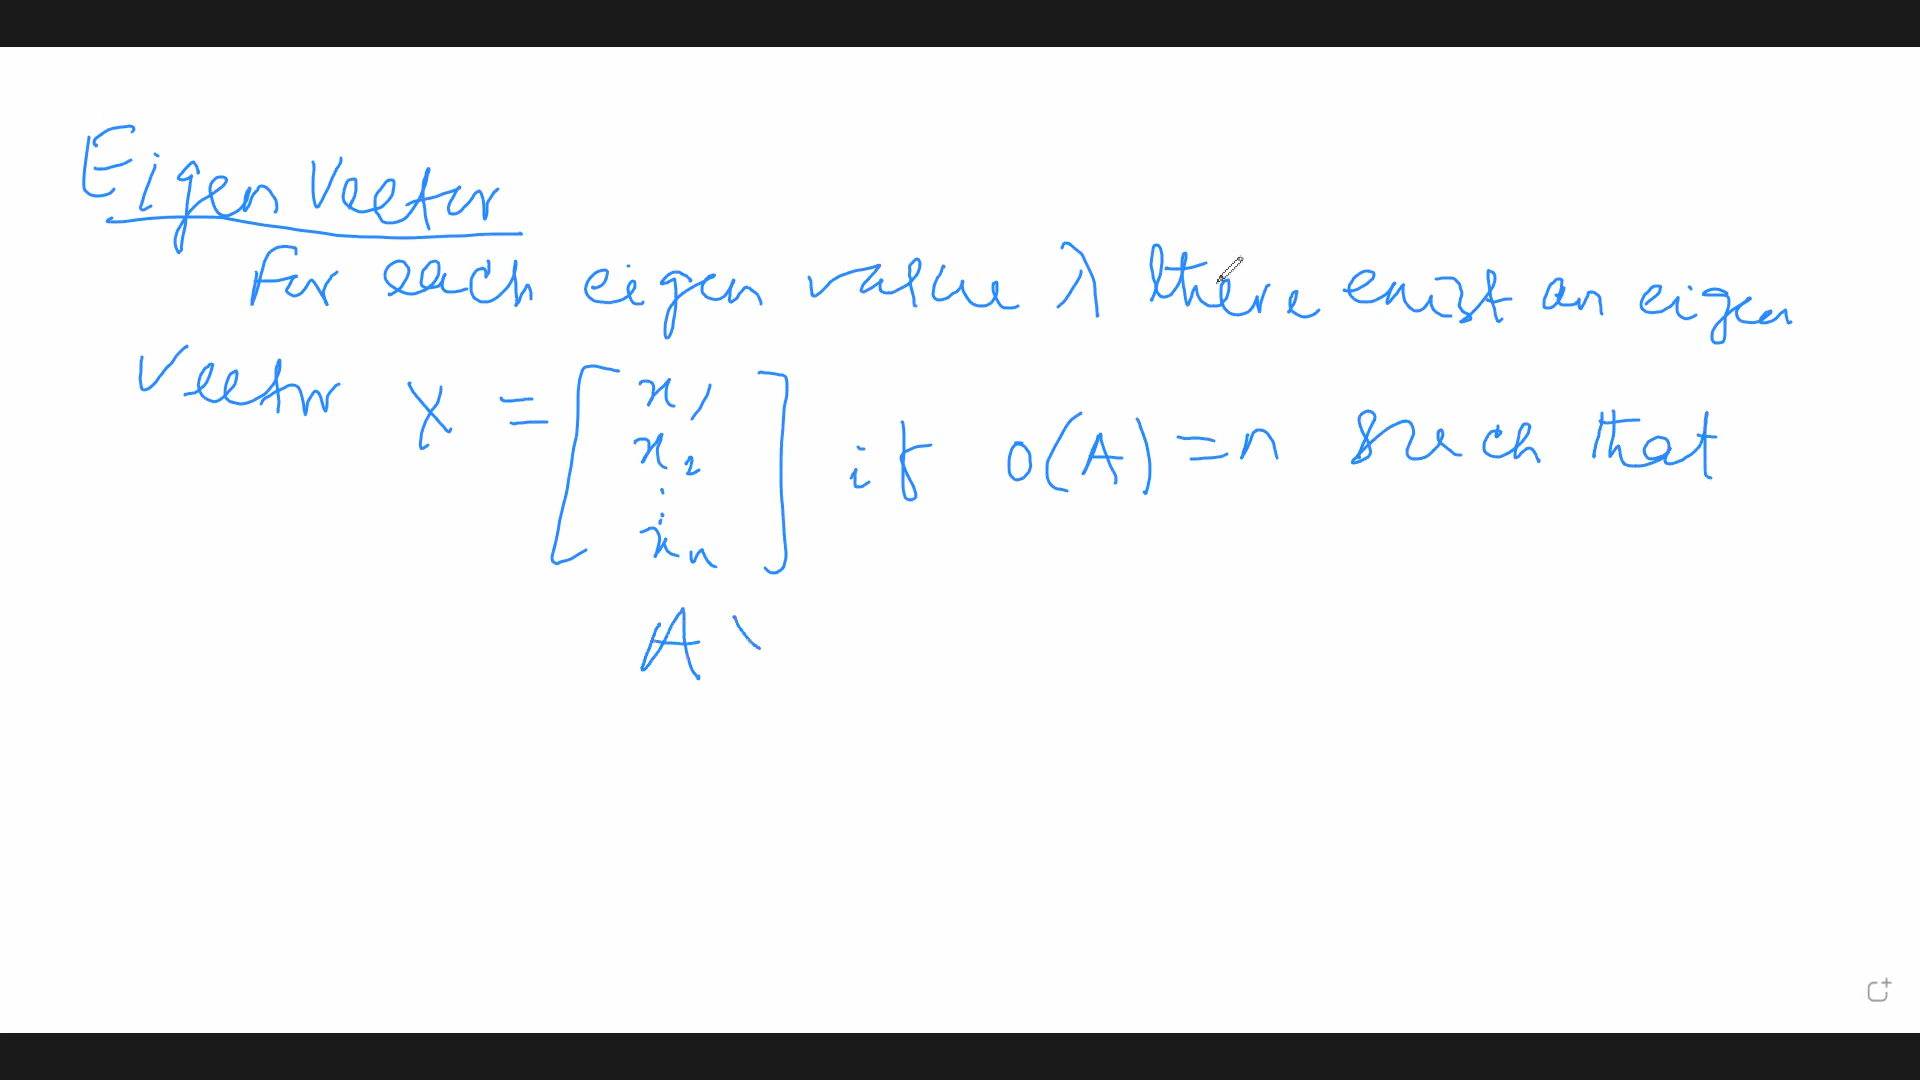 Eigen Vector
For each eigen value λ there exist an eigen
vector X = [x₁ x₂ : xₙ] if O(A) = n such that
A \